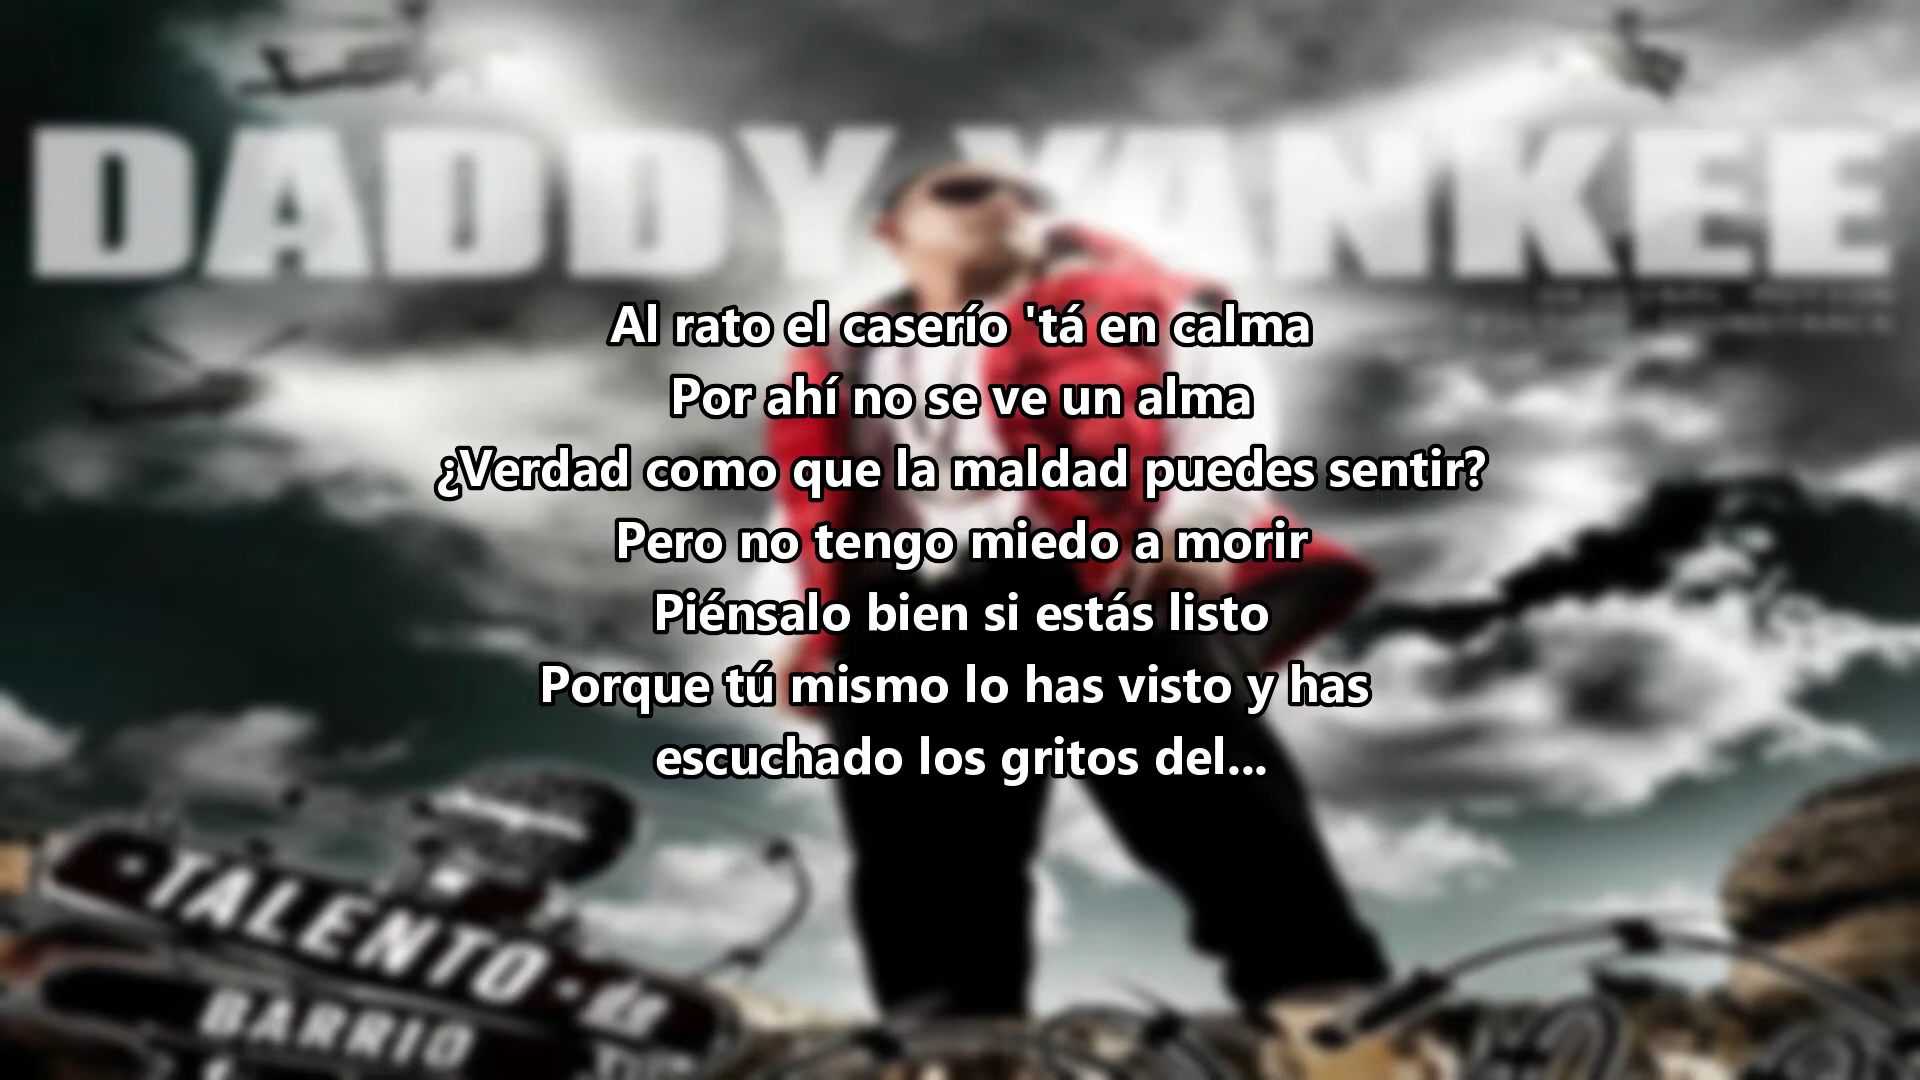 DADDY YANKEE
Al rato el caserío 'tá en calma
Por ahí no se ve un alma
¿Verdad como que la maldad puedes sentir?
Pero no tengo miedo a morir
Piénsalo bien si estás listo
Porque tú mismo lo has visto y has
escuchado los gritos del...
TALENTO de
BARRIO